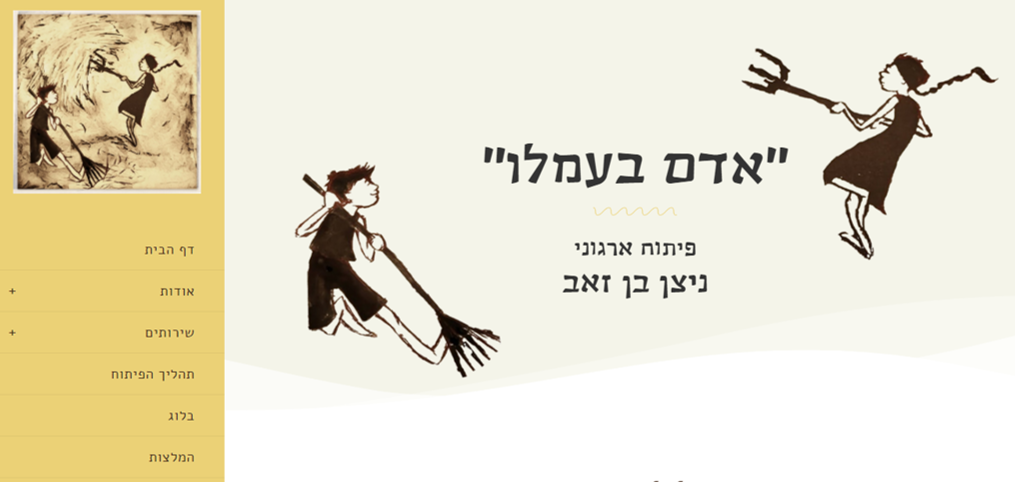 "אדם בעמלו"
פיתוח ארגוני
ניצן בן זאב
דף הבית
אודות +
שירותים +
תהליך הפיתוח
בלוג
המלצות